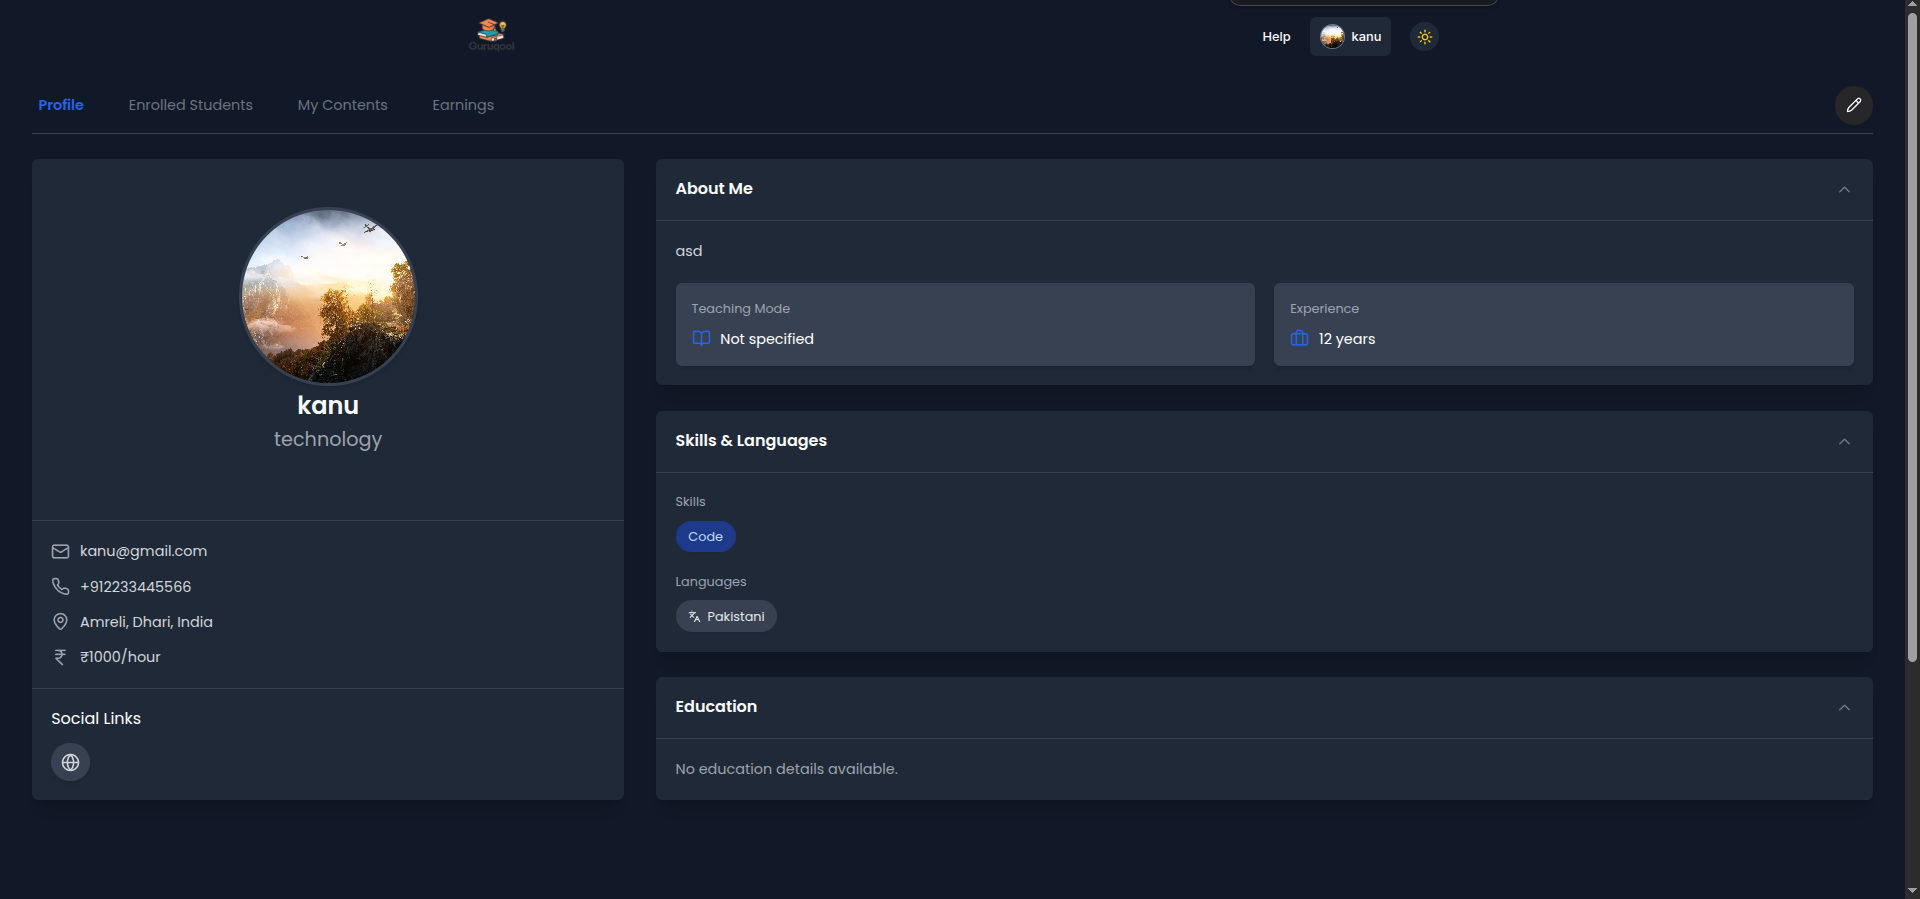 Guruqool
Help
kanu
Profile
Enrolled Students
My Contents
Earnings
kanu
technology
kanu@gmail.com
+912233445566
Amreli, Dhari, India
₹1000/hour
Social Links
About Me
asd
Teaching Mode
Not specified
Experience
12 years
Skills & Languages
Skills
Code
Languages
Pakistani
Education
No education details available.